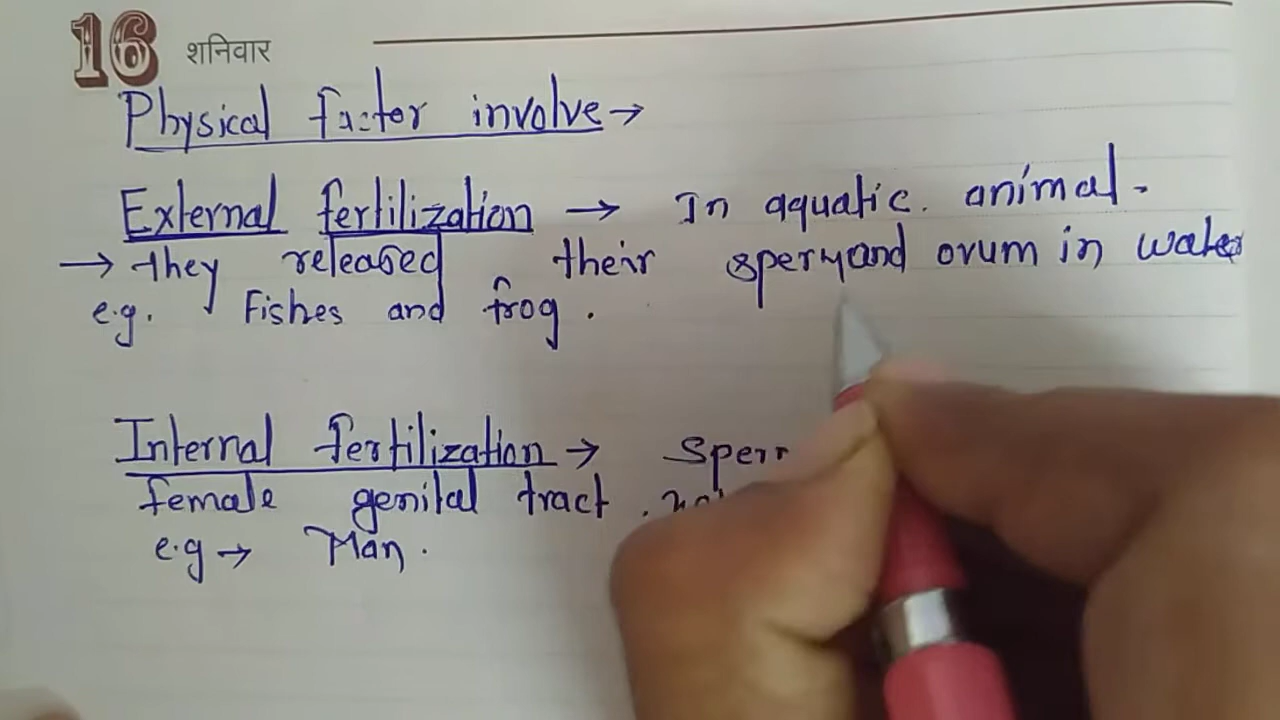 16 शनिवार
Physical factor involve→
External fertilization → In aquatic. animal.
→ they released their sperm and ovum in water
e.g. Fishes and frog.
Internal fertilization →
female genital tract.
e.g → Man.